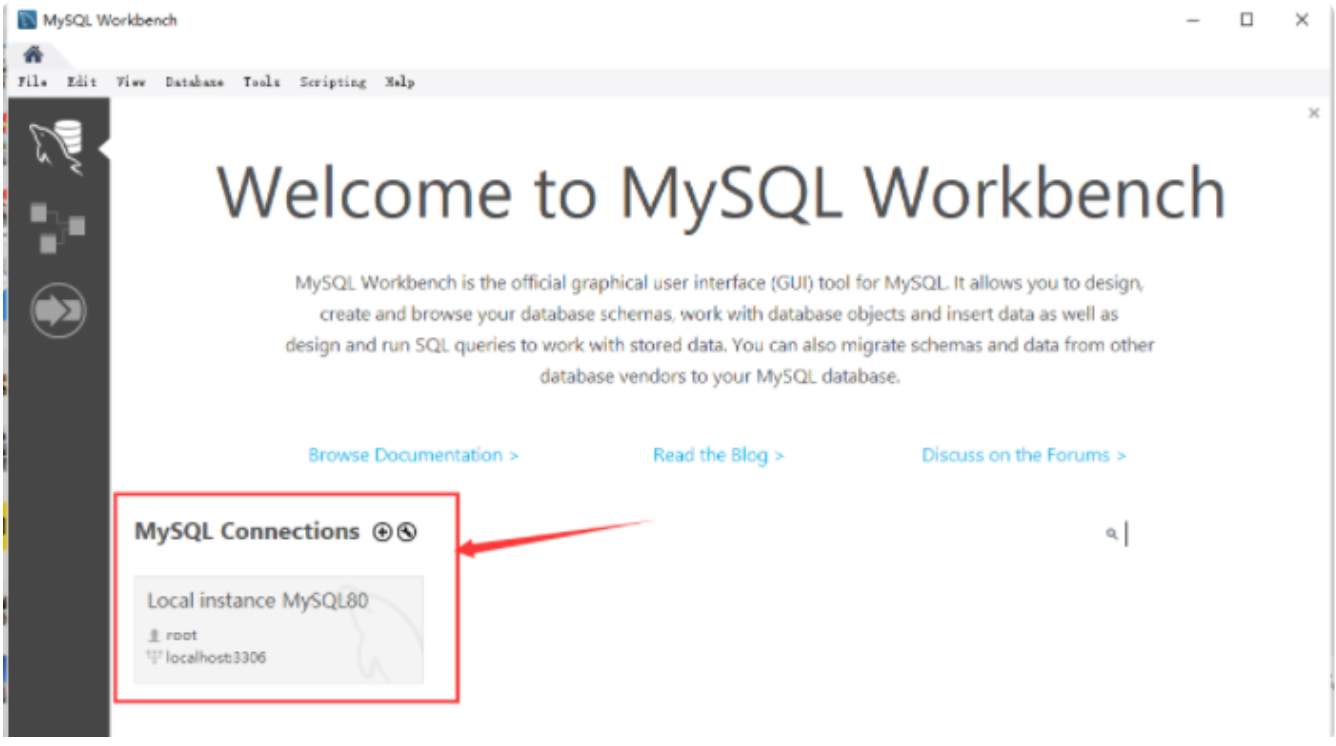 MySQL Workbench
File Edit View Database Tools Scripting Help
Welcome to MySQL Workbench
MySQL Workbench is the official graphical user interface (GUI) tool for MySQL. It allows you to design,
create and browse your database schemas, work with database objects and insert data as well as
design and run SQL queries to work with stored data. You can also migrate schemas and data from other
database vendors to your MySQL database.
Browse Documentation > Read the Blog > Discuss on the Forums >
MySQL Connections
Local instance MySQL80
root
localhost:3306